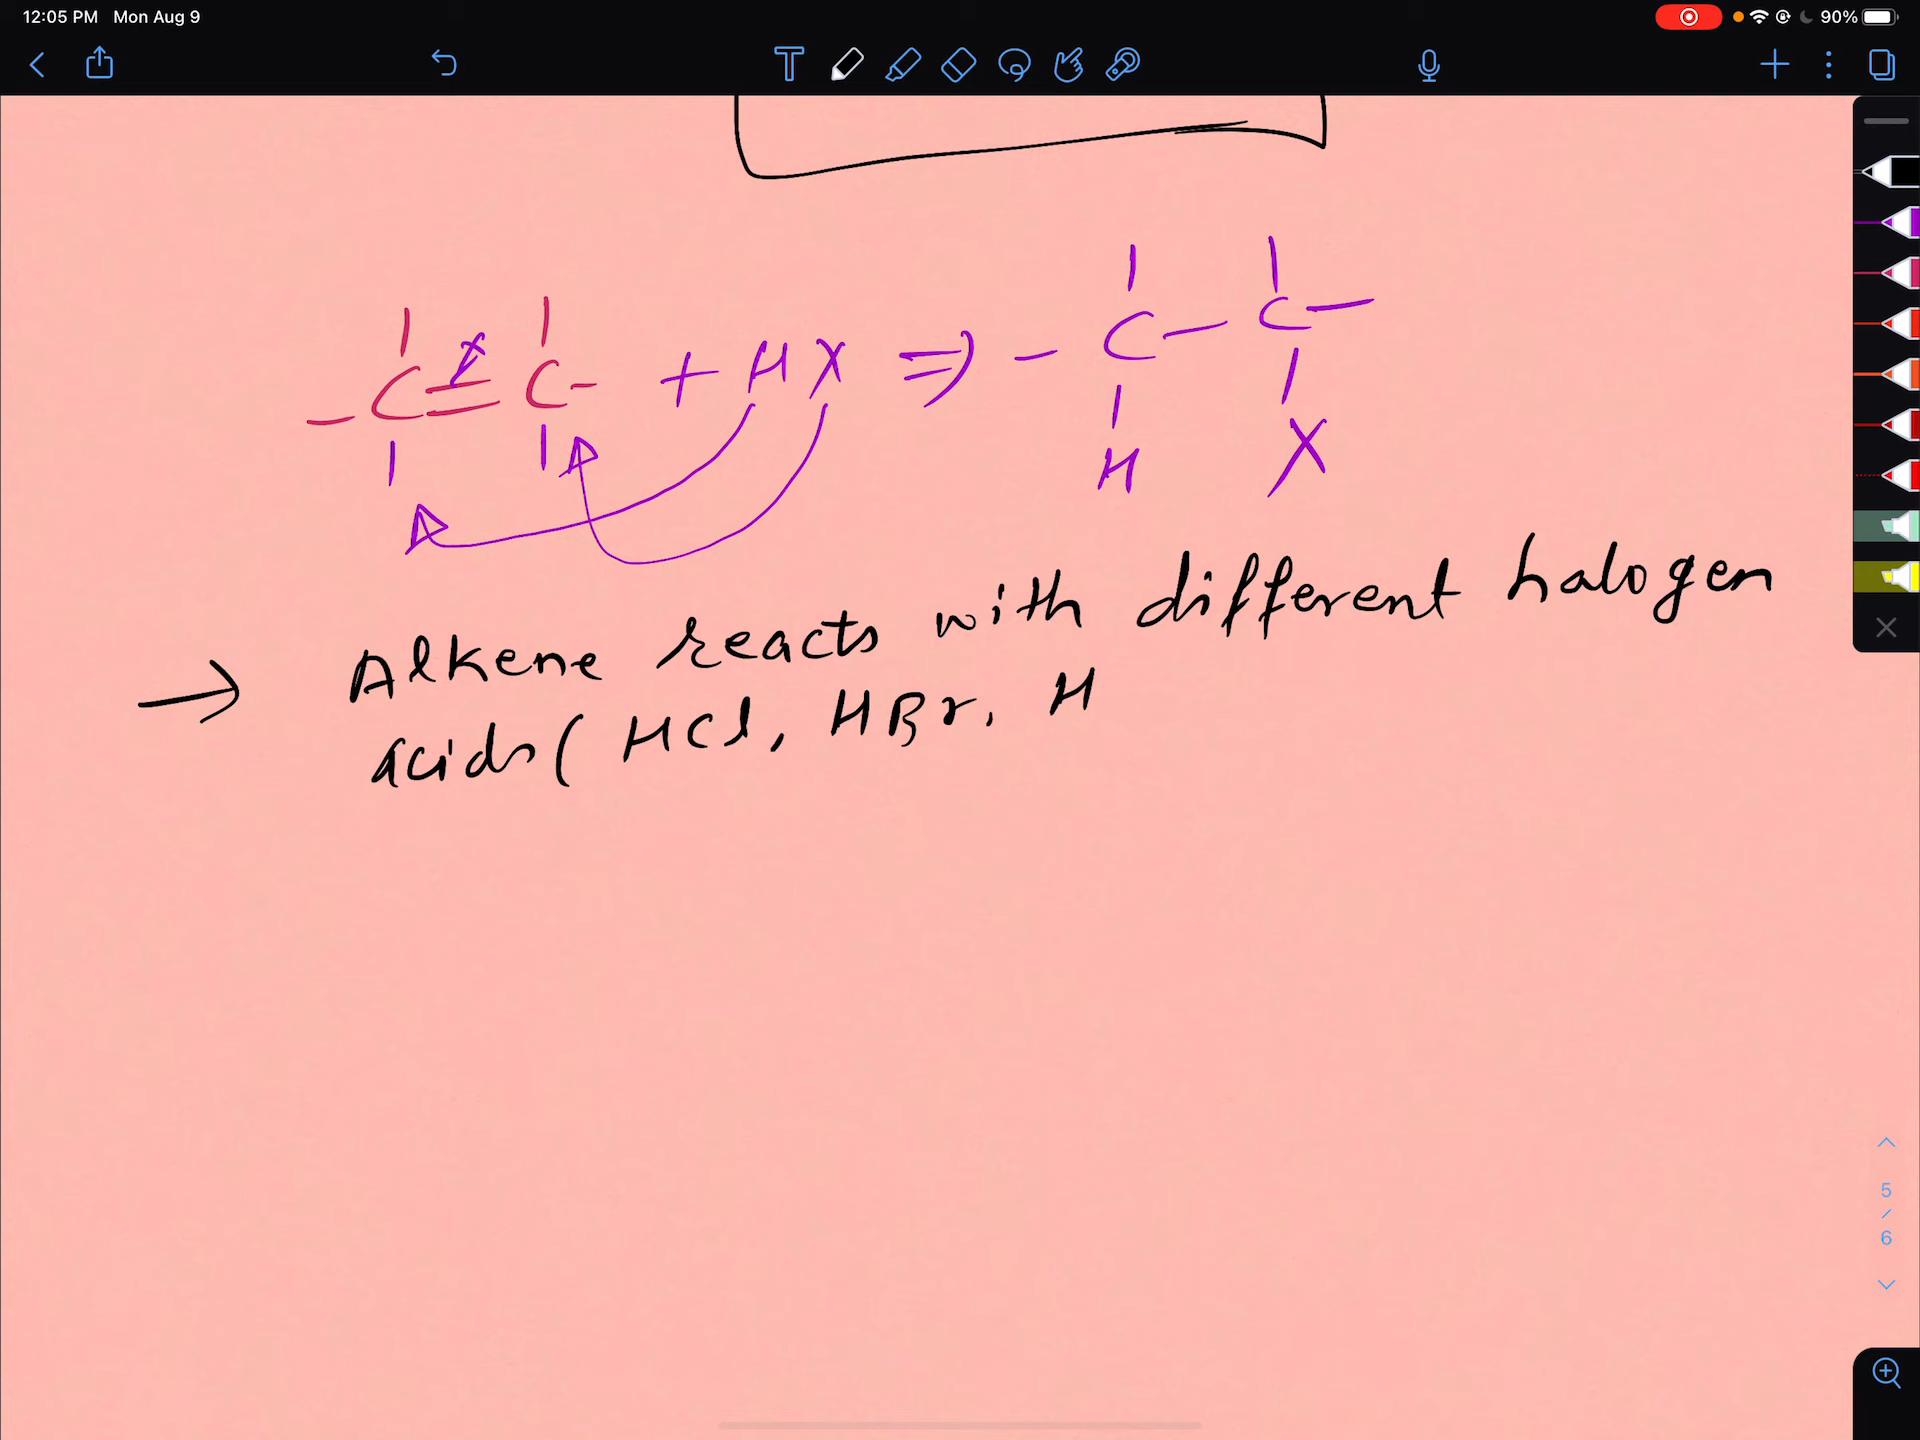 12:05 PM Mon Aug 9
90%
C = C - + HX ⇒ - C - C -
H X
→ Alkene reacts with different halogen
acids ( HCl, HBr, H
5
/
6